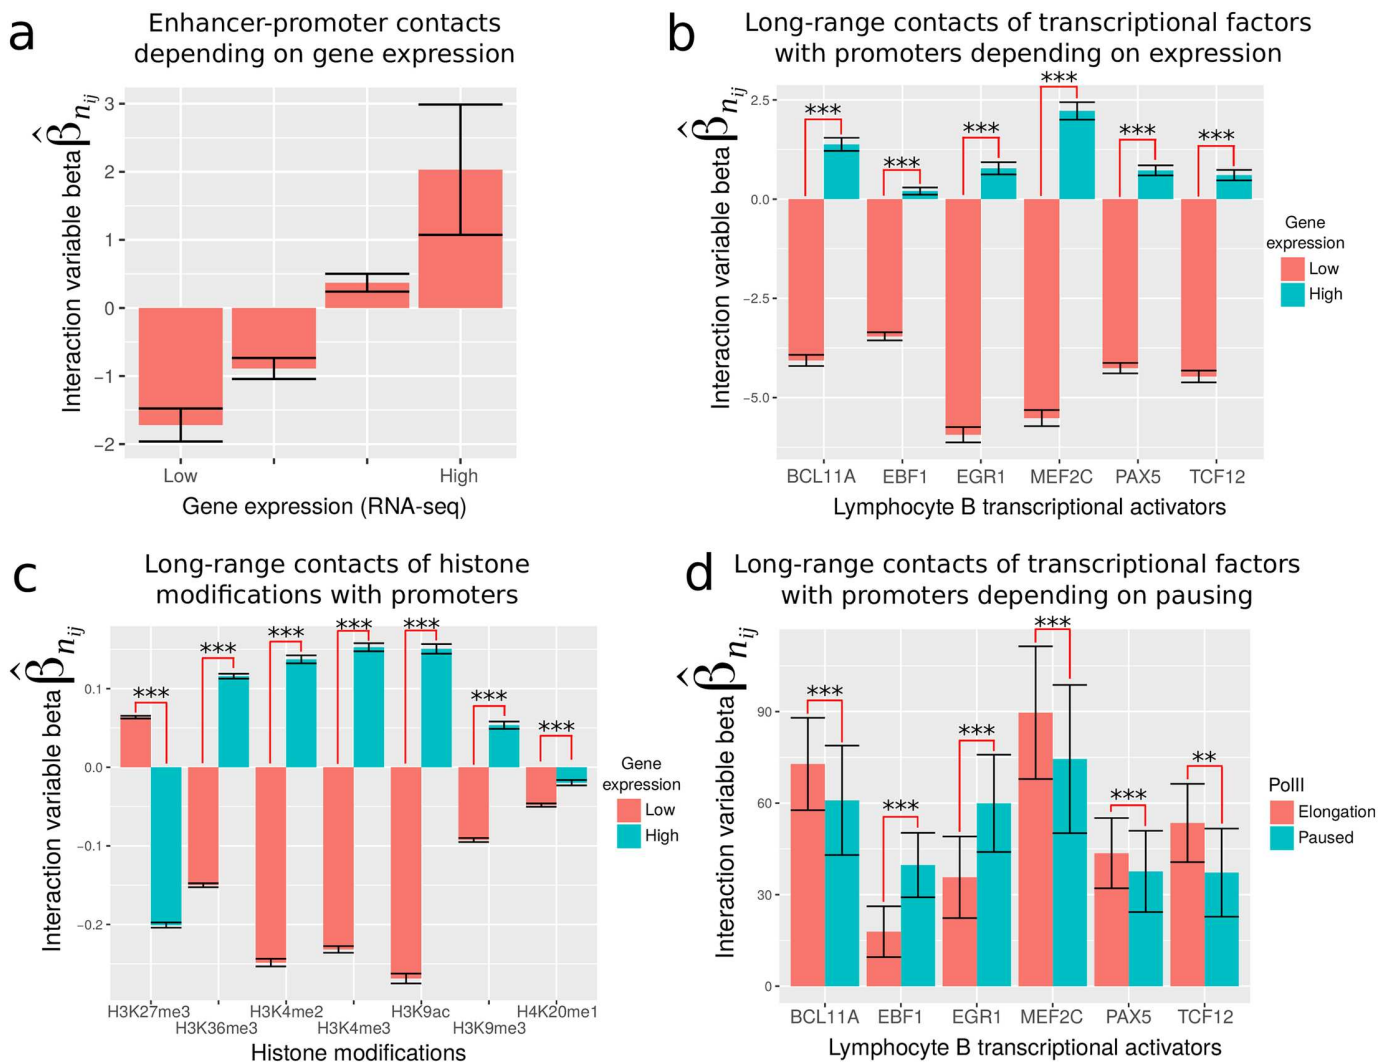 a
Enhancer-promoter contacts
depending on gene expression
Interaction variable beta β̂nij
3
2
1
0
−1
−2
Low
High
Gene expression (RNA-seq)
b
Long-range contacts of transcriptional factors
with promoters depending on expression
Interaction variable beta β̂nij
2.5
0.0
−2.5
−5.0
***
***
***
***
***
***
BCL11A EBF1 EGR1 MEF2C PAX5 TCF12
Lymphocyte B transcriptional activators
Gene
expression
Low
High
c
Long-range contacts of histone
modifications with promoters
Interaction variable beta β̂nij
0.1
0.0
−0.1
−0.2
***
***
***
***
***
***
***
H3K27me3 H3K4me2 H3K9ac H4K20me1
H3K36me3 H3K4me3 H3K9me3
Histone modifications
Gene
expression
Low
High
d
Long-range contacts of transcriptional factors
with promoters depending on pausing
Interaction variable beta β̂nij
90
60
30
0
***
***
***
***
***
**
BCL11A EBF1 EGR1 MEF2C PAX5 TCF12
Lymphocyte B transcriptional activators
PolII
Elongation
Paused